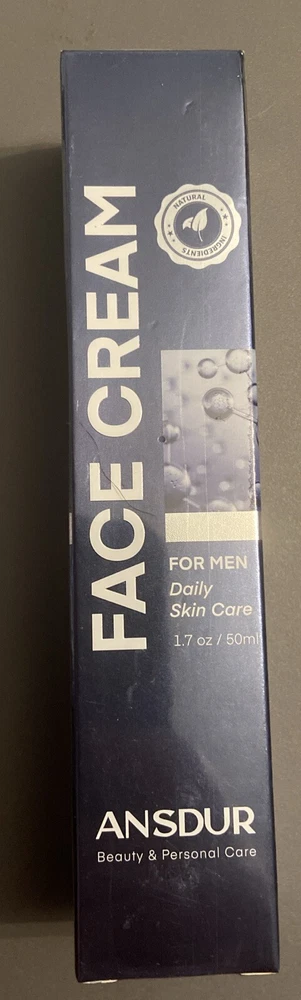 NATURAL
INGREDIENTS
FACE CREAM
FOR MEN
Daily
Skin Care
1.7 oz / 50ml
ANSDUR
Beauty & Personal Care